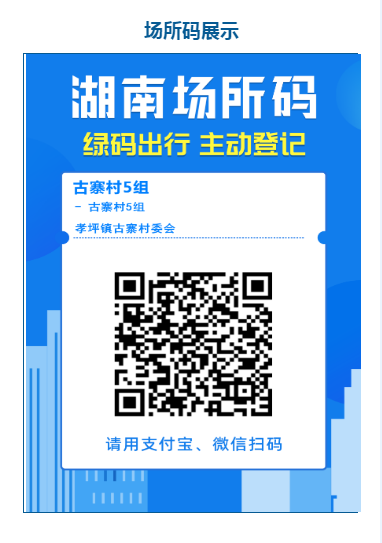 场所码展示
湖南场所码
绿码出行 主动登记
古寨村5组
- 古寨村5组
孝坪镇古寨村委会
请用支付宝、微信扫码